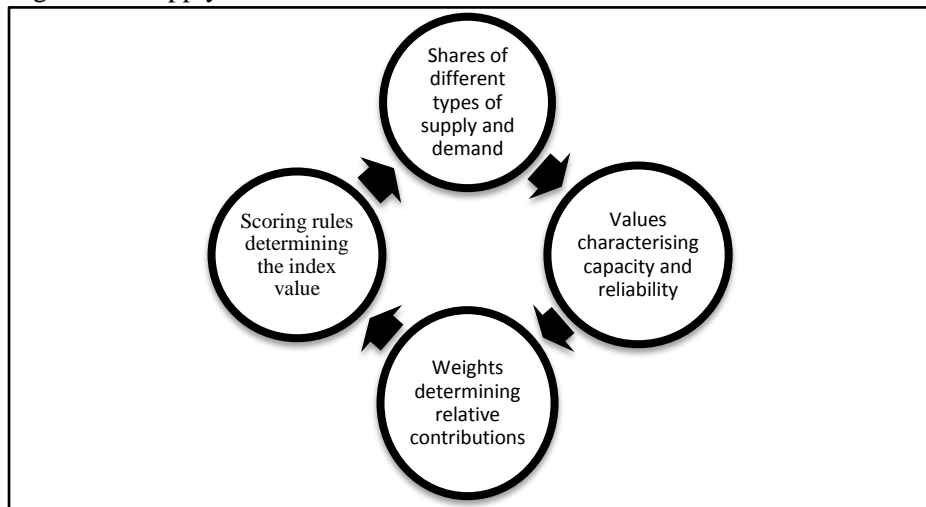 supply
Shares of
different
types of
supply and
demand
Values
characterising
capacity and
reliability
Weights
determining
relative
contributions
Scoring rules
determining
the index
value